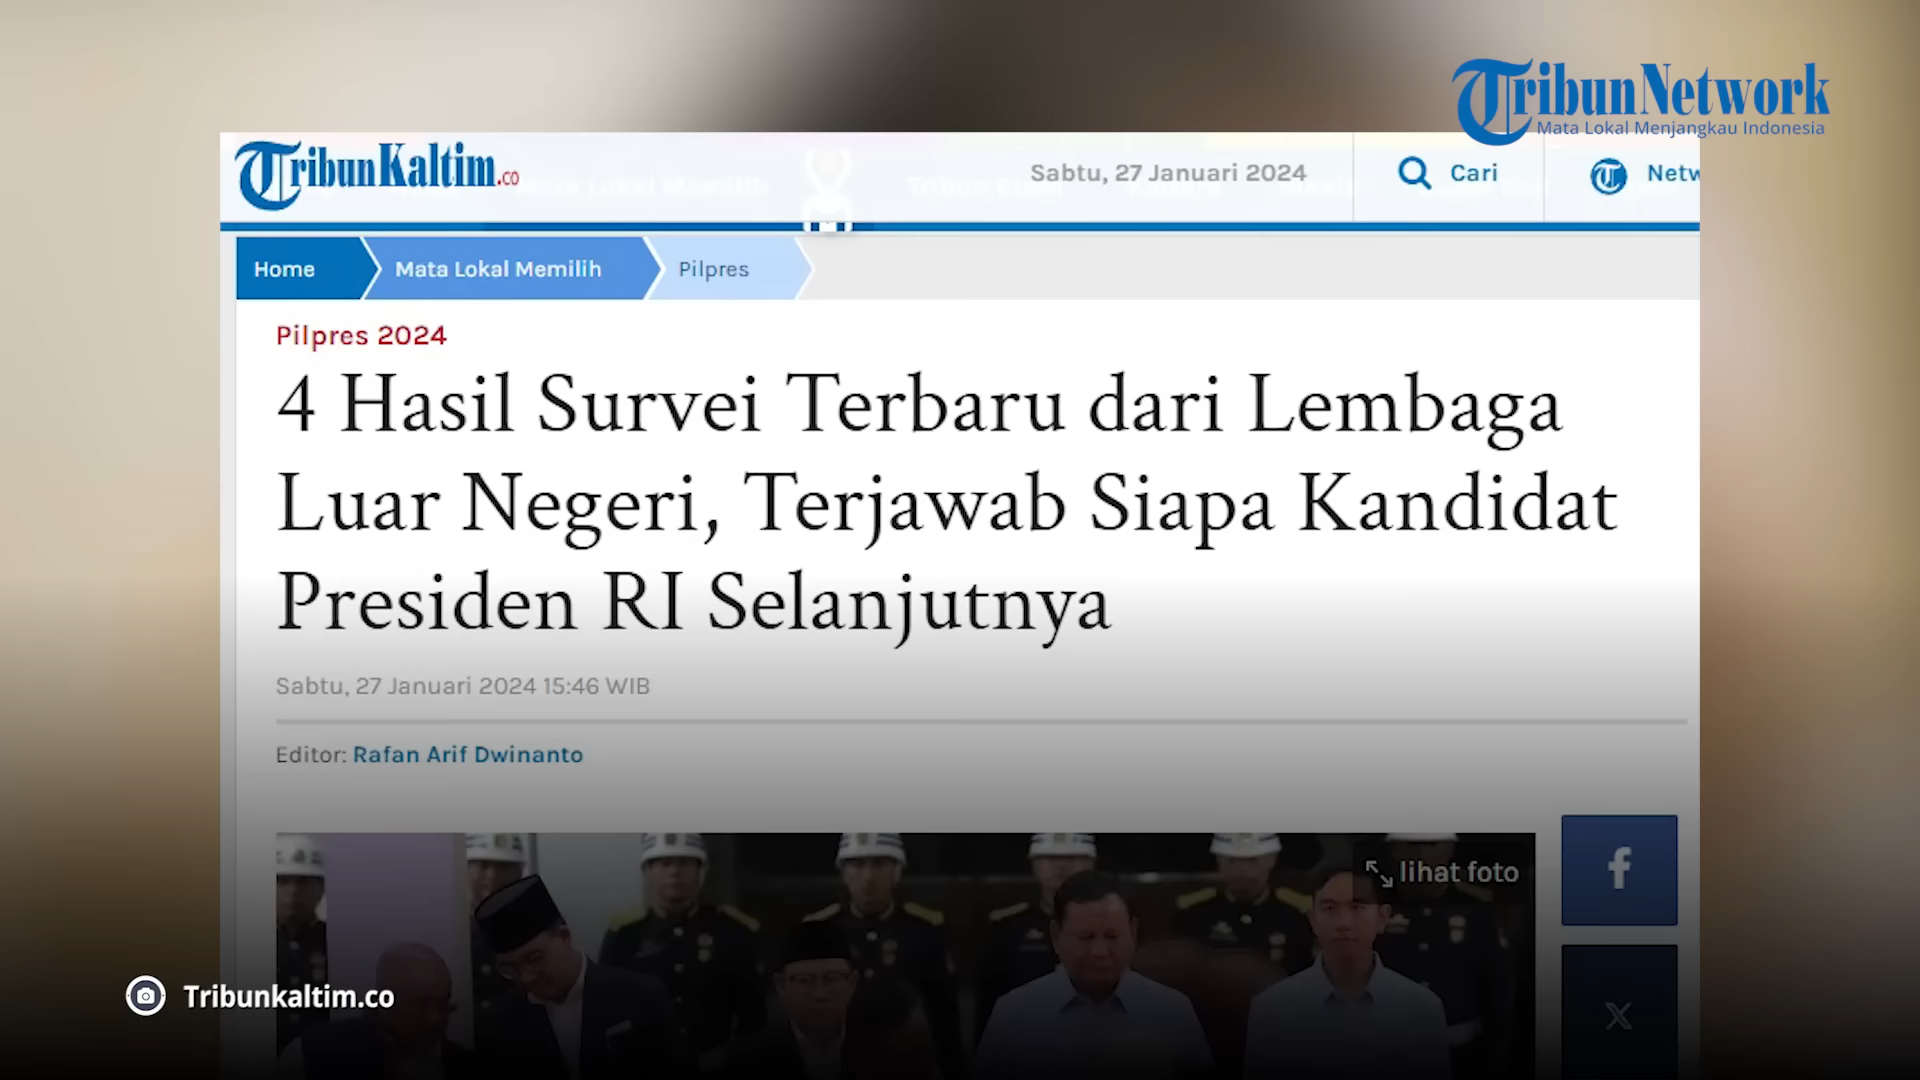 TribunNetwork
Mata Lokal Menjangkau Indonesia
TribunKaltim.co
Sabtu, 27 Januari 2024
Cari
Netw
Home
Mata Lokal Memilih
Pilpres
Pilpres 2024
4 Hasil Survei Terbaru dari Lembaga
Luar Negeri, Terjawab Siapa Kandidat
Presiden RI Selanjutnya
Sabtu, 27 Januari 2024 15:46 WIB
Editor: Rafan Arif Dwinanto
lihat foto
Tribunkaltim.co